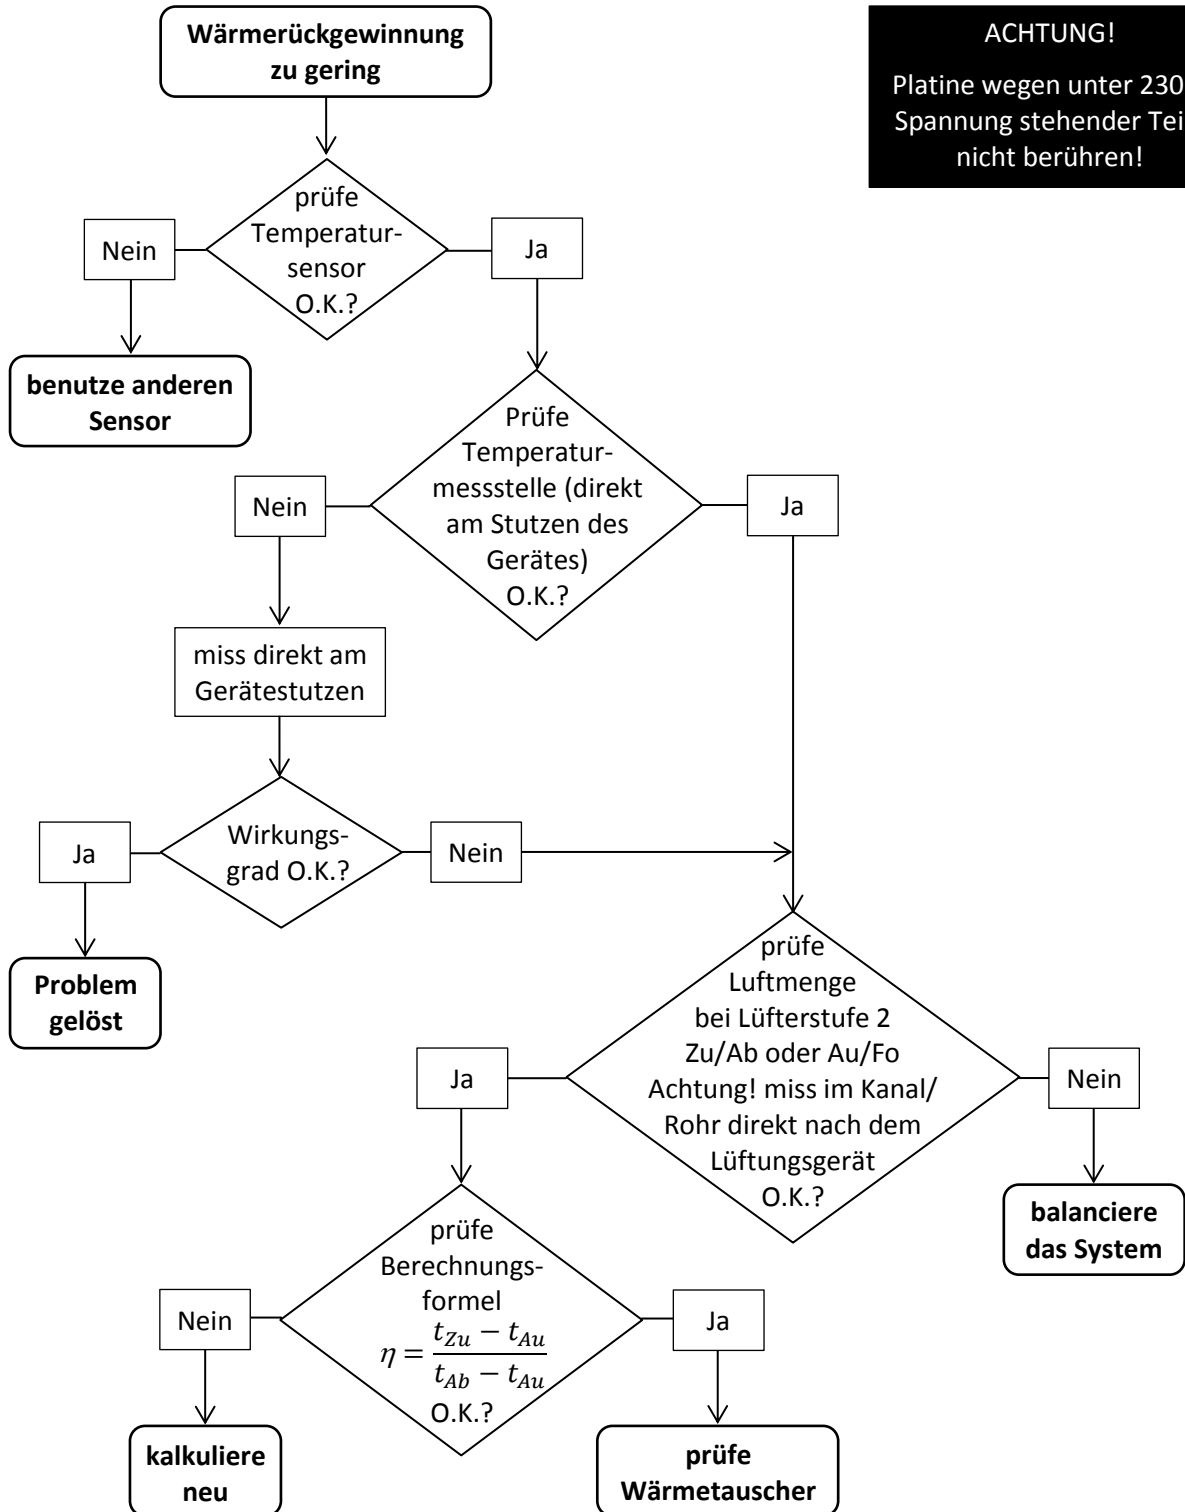 Wärmerückgewinnung
zu gering
ACHTUNG!
Platine wegen unter 230
Spannung stehender Tei
nicht berühren!
prüfe
Temperatur-
sensor
O.K.?
Nein
Ja
benutze anderen
Sensor
Prüfe
Temperatur-
messstelle (direkt
am Stutzen des
Gerätes)
O.K.?
Nein
Ja
miss direkt am
Gerätestutzen
Wirkungs-
grad O.K.?
Ja
Nein
Problem
gelöst
prüfe
Luftmenge
bei Lüfterstufe 2
Zu/Ab oder Au/Fo
Achtung! miss im Kanal/
Rohr direkt nach dem
Lüftungsgerät
O.K.?
Ja
Nein
balanciere
das System
prüfe
Berechnungs-
formel
η = (t_Zu − t_Au) / (t_Ab − t_Au)
O.K.?
Nein
Ja
kalkuliere
neu
prüfe
Wärmetauscher